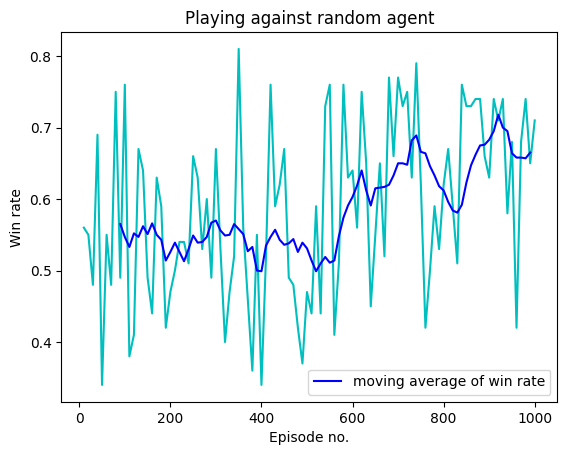 Playing against random agent
0.8
0.7
0.6
0.5
0.4
Win rate
moving average of win rate
0
200
400
600
800
1000
Episode no.